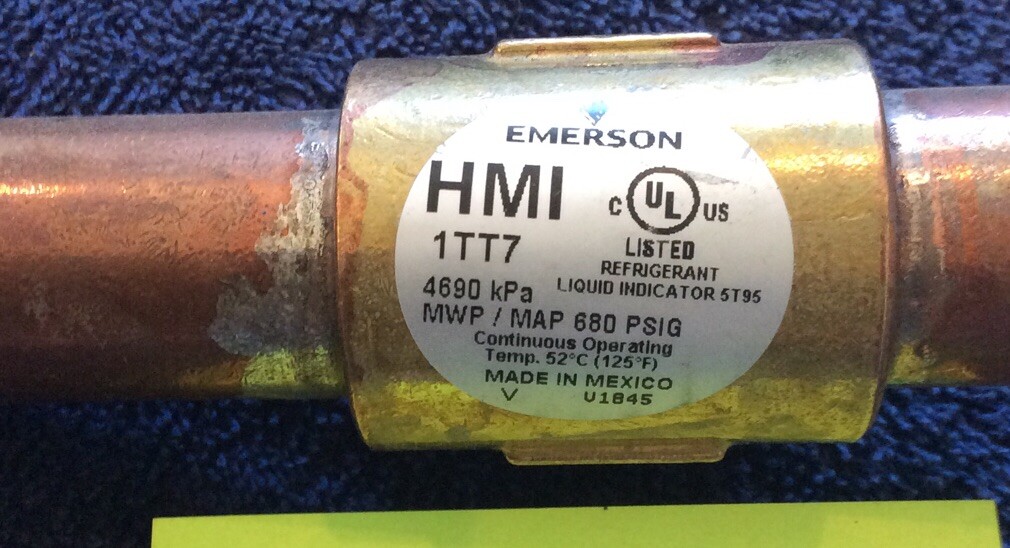 EMERSON
HMI
1TT7
C UL US
LISTED
REFRIGERANT
LIQUID INDICATOR 5T95
4690 kPa
MWP / MAP 680 PSIG
Continuous Operating
Temp. 52°C (125°F)
MADE IN MEXICO
V U1845